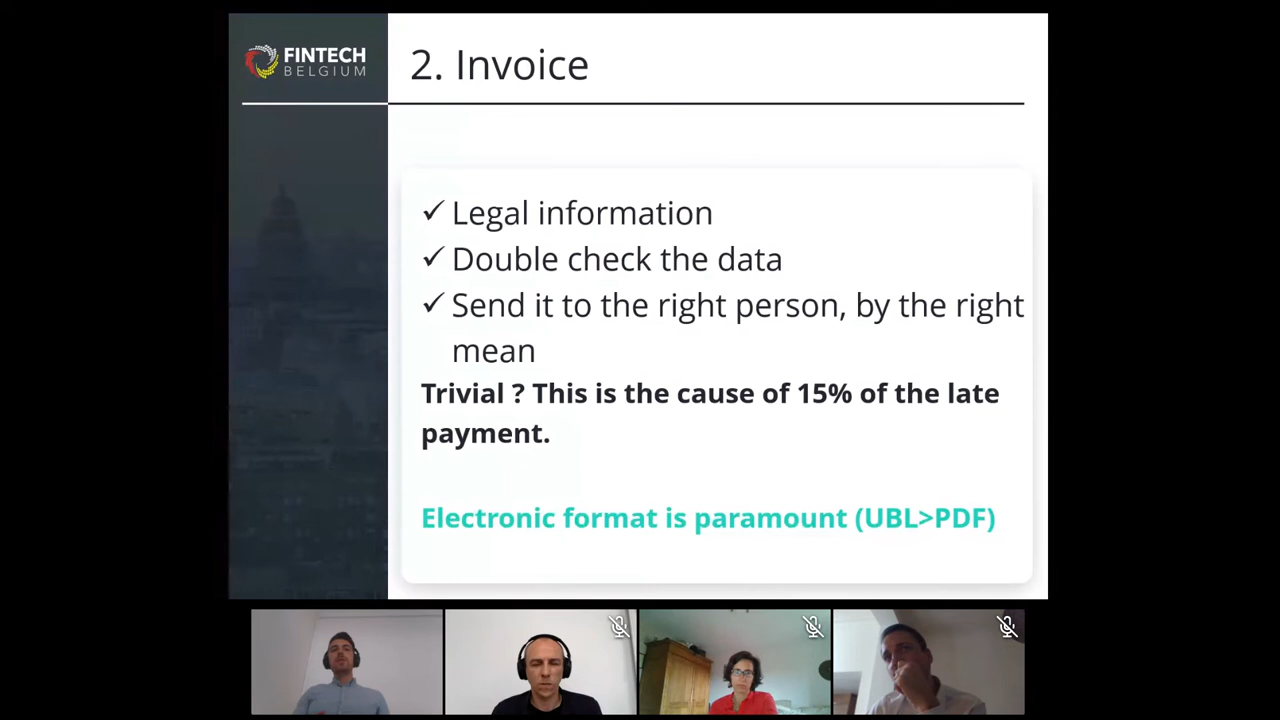 FINTECH
BELGIUM
2. Invoice
✓ Legal information
✓ Double check the data
✓ Send it to the right person, by the right
mean
Trivial ? This is the cause of 15% of the late
payment.
Electronic format is paramount (UBL>PDF)